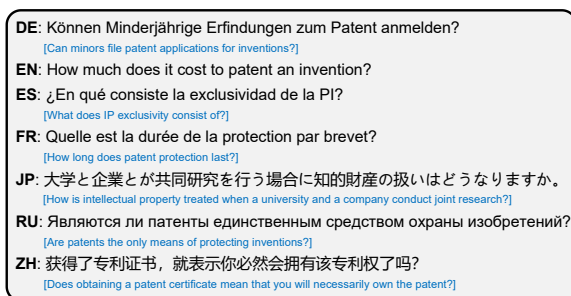 DE: Können Minderjährige Erfindungen zum Patent anmelden?
[Can minors file patent applications for inventions?]
EN: How much does it cost to patent an invention?
ES: ¿En qué consiste la exclusividad de la PI?
[What does IP exclusivity consist of?]
FR: Quelle est la durée de la protection par brevet?
[How long does patent protection last?]
JP: 大学と企業とが共同研究を行う場合に知的財産の扱いはどうなりますか。
[How is intellectual property treated when a university and a company conduct joint research?]
RU: Являются ли патенты единственным средством охраны изобретений?
[Are patents the only means of protecting inventions?]
ZH: 获得了专利证书，就表示你必然会拥有该专利权了吗?
[Does obtaining a patent certificate mean that you will necessarily own the patent?]